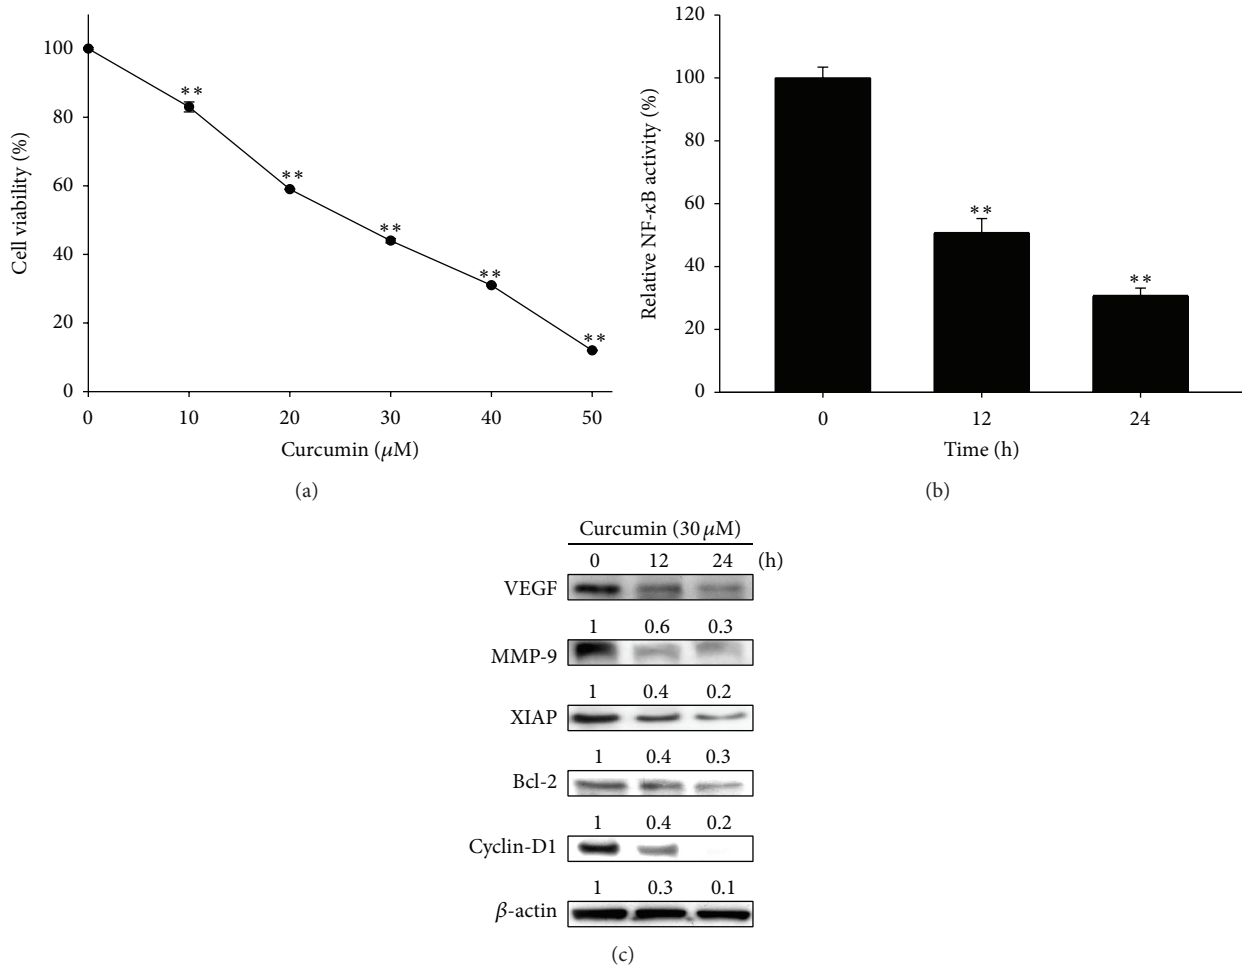 100
80
60
40
20
0
Cell viability (%)
**
**
**
**
**
0 10 20 30 40 50
Curcumin (μM)
(a)
120
100
80
60
40
20
0
Relative NF-κB activity (%)
**
**
0 12 24
Time (h)
(b)
Curcumin (30 μM)
0 12 24 (h)
VEGF
1 0.6 0.3
MMP-9
1 0.4 0.2
XIAP
1 0.4 0.3
Bcl-2
1 0.4 0.2
Cyclin-D1
1 0.3 0.1
β-actin
(c)